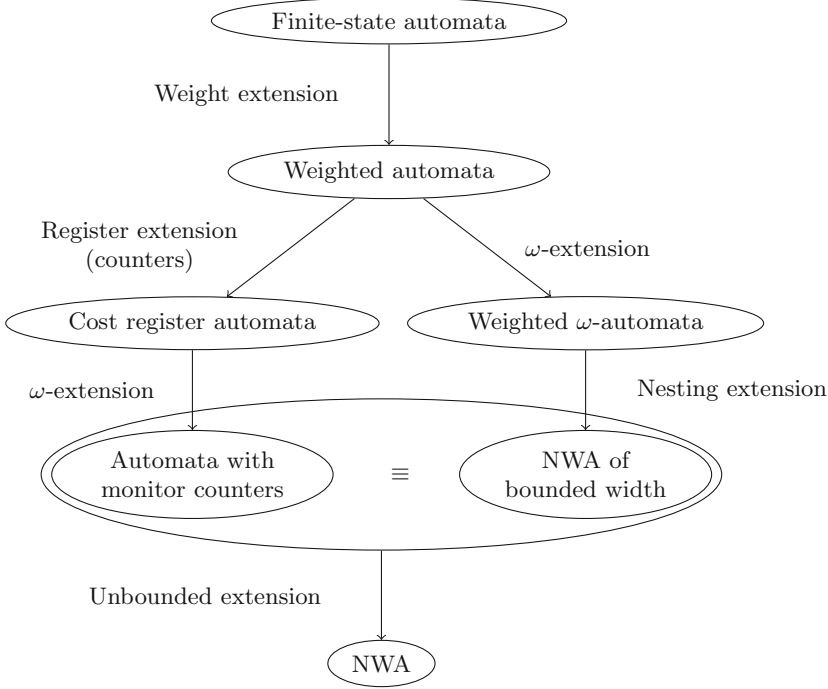 Finite-state automata
Weight extension
Weighted automata
Register extension
(counters)
ω-extension
Cost register automata
Weighted ω-automata
ω-extension
Nesting extension
Automata with
monitor counters
≡
NWA of
bounded width
Unbounded extension
NWA